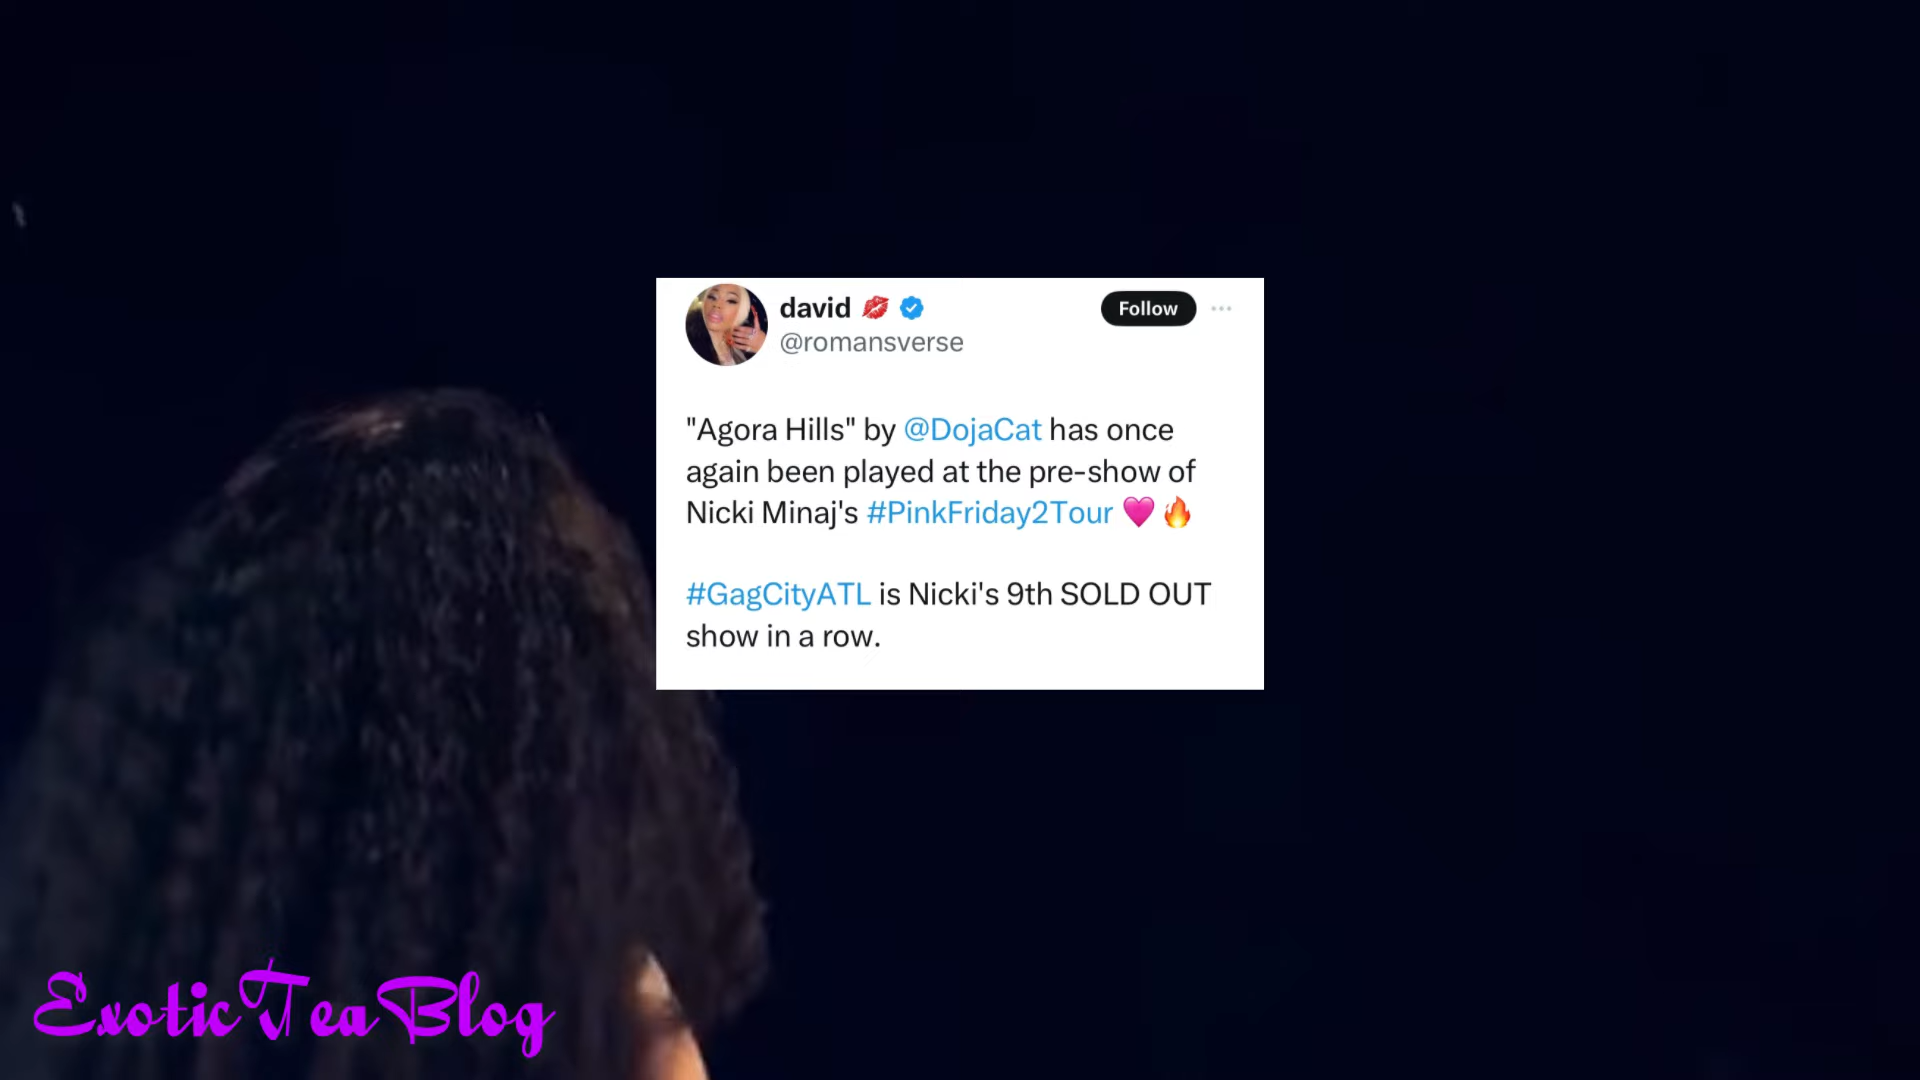 david 💋
Follow
@romansverse
"Agora Hills" by @DojaCat has once
again been played at the pre-show of
Nicki Minaj's #PinkFriday2Tour 🩷🔥
#GagCityATL is Nicki's 9th SOLD OUT
show in a row.
ExoticTeaBlog